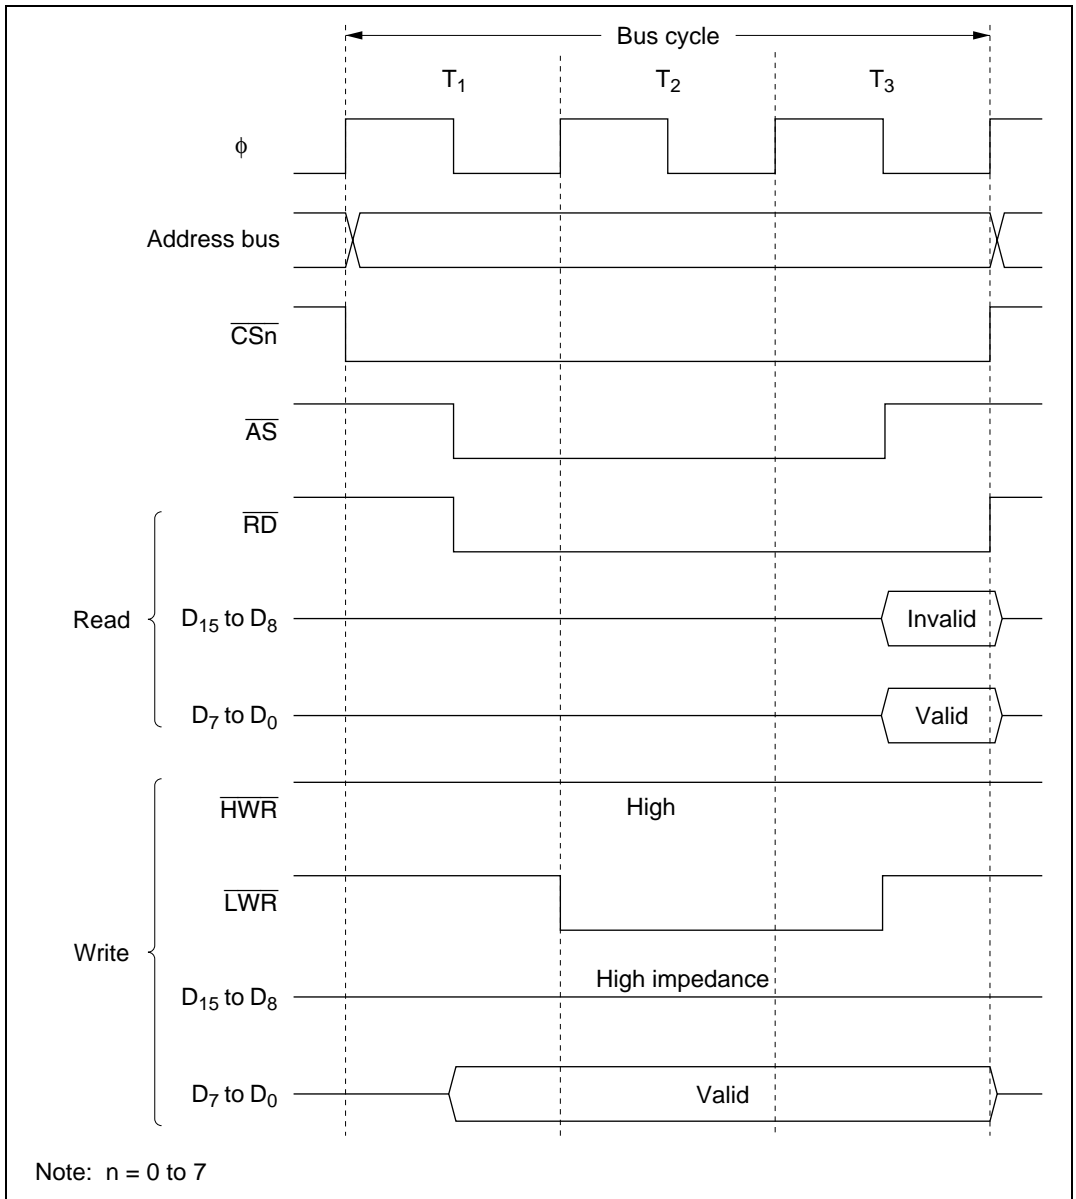 Bus cycle
T1 T2 T3
ϕ
Address bus
CSn
AS
RD
Read
D15 to D8 Invalid
D7 to D0 Valid
HWR High
LWR
Write
D15 to D8 High impedance
D7 to D0 Valid
Note: n = 0 to 7